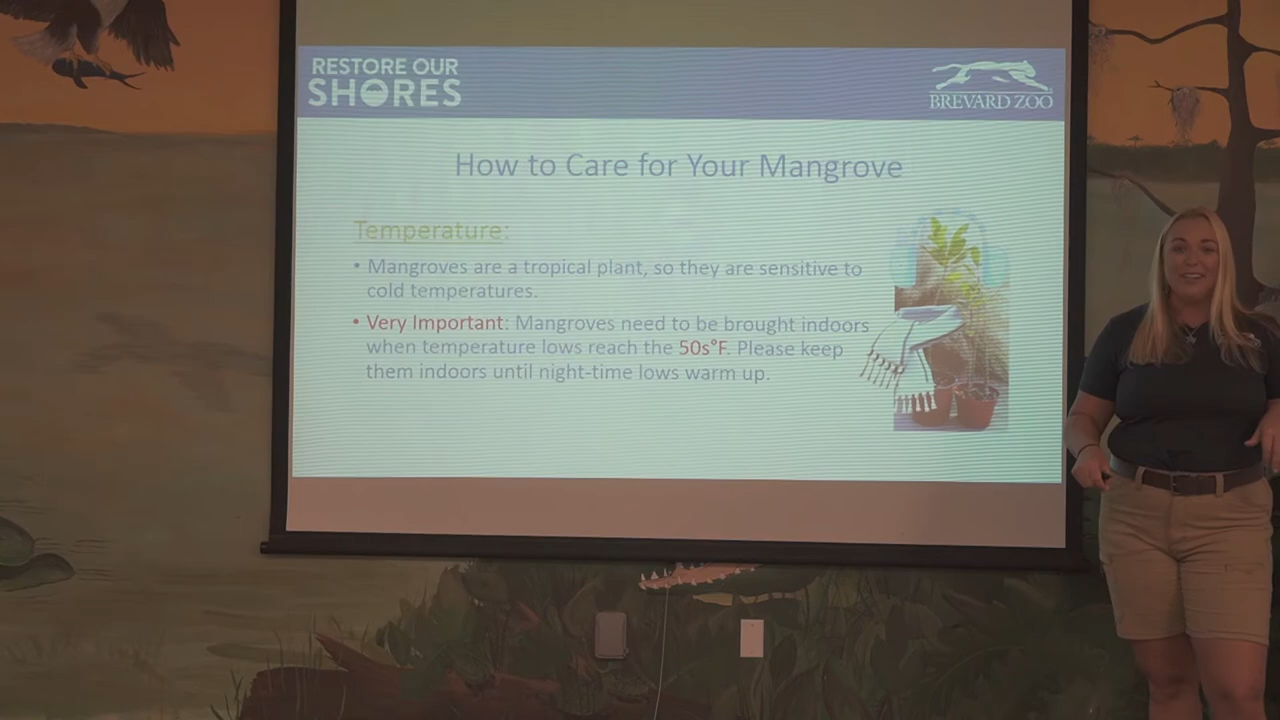 RESTORE OUR
SHORES
BREVARD ZOO
How to Care for Your Mangrove
Temperature:
• Mangroves are a tropical plant, so they are sensitive to
cold temperatures.
• Very Important: Mangroves need to be brought indoors
when temperature lows reach the 50s°F. Please keep
them indoors until night-time lows warm up.